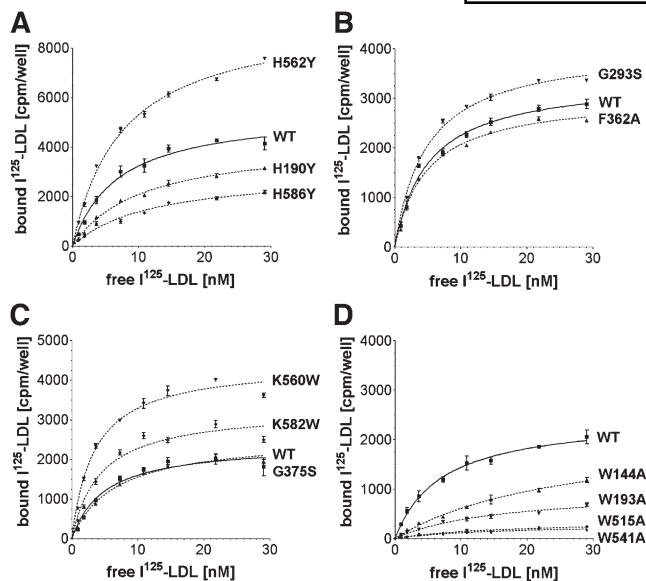 A
bound I125-LDL [cpm/well]
8000
6000
4000
2000
0
H562Y
WT
H190Y
H586Y
0 10 20 30
free I125-LDL [nM]
B
bound I125-LDL [cpm/well]
4000
3000
2000
1000
0
G293S
WT
F362A
0 10 20 30
free I125-LDL [nM]
C
bound I125-LDL [cpm/well]
5000
4000
3000
2000
1000
0
K560W
K582W
WT
G375S
0 10 20 30
free I125-LDL [nM]
D
bound I125-LDL [cpm/well]
4000
3000
2000
1000
0
WT
W144A
W193A
W515A
W541A
0 10 20 30
free I125-LDL [nM]